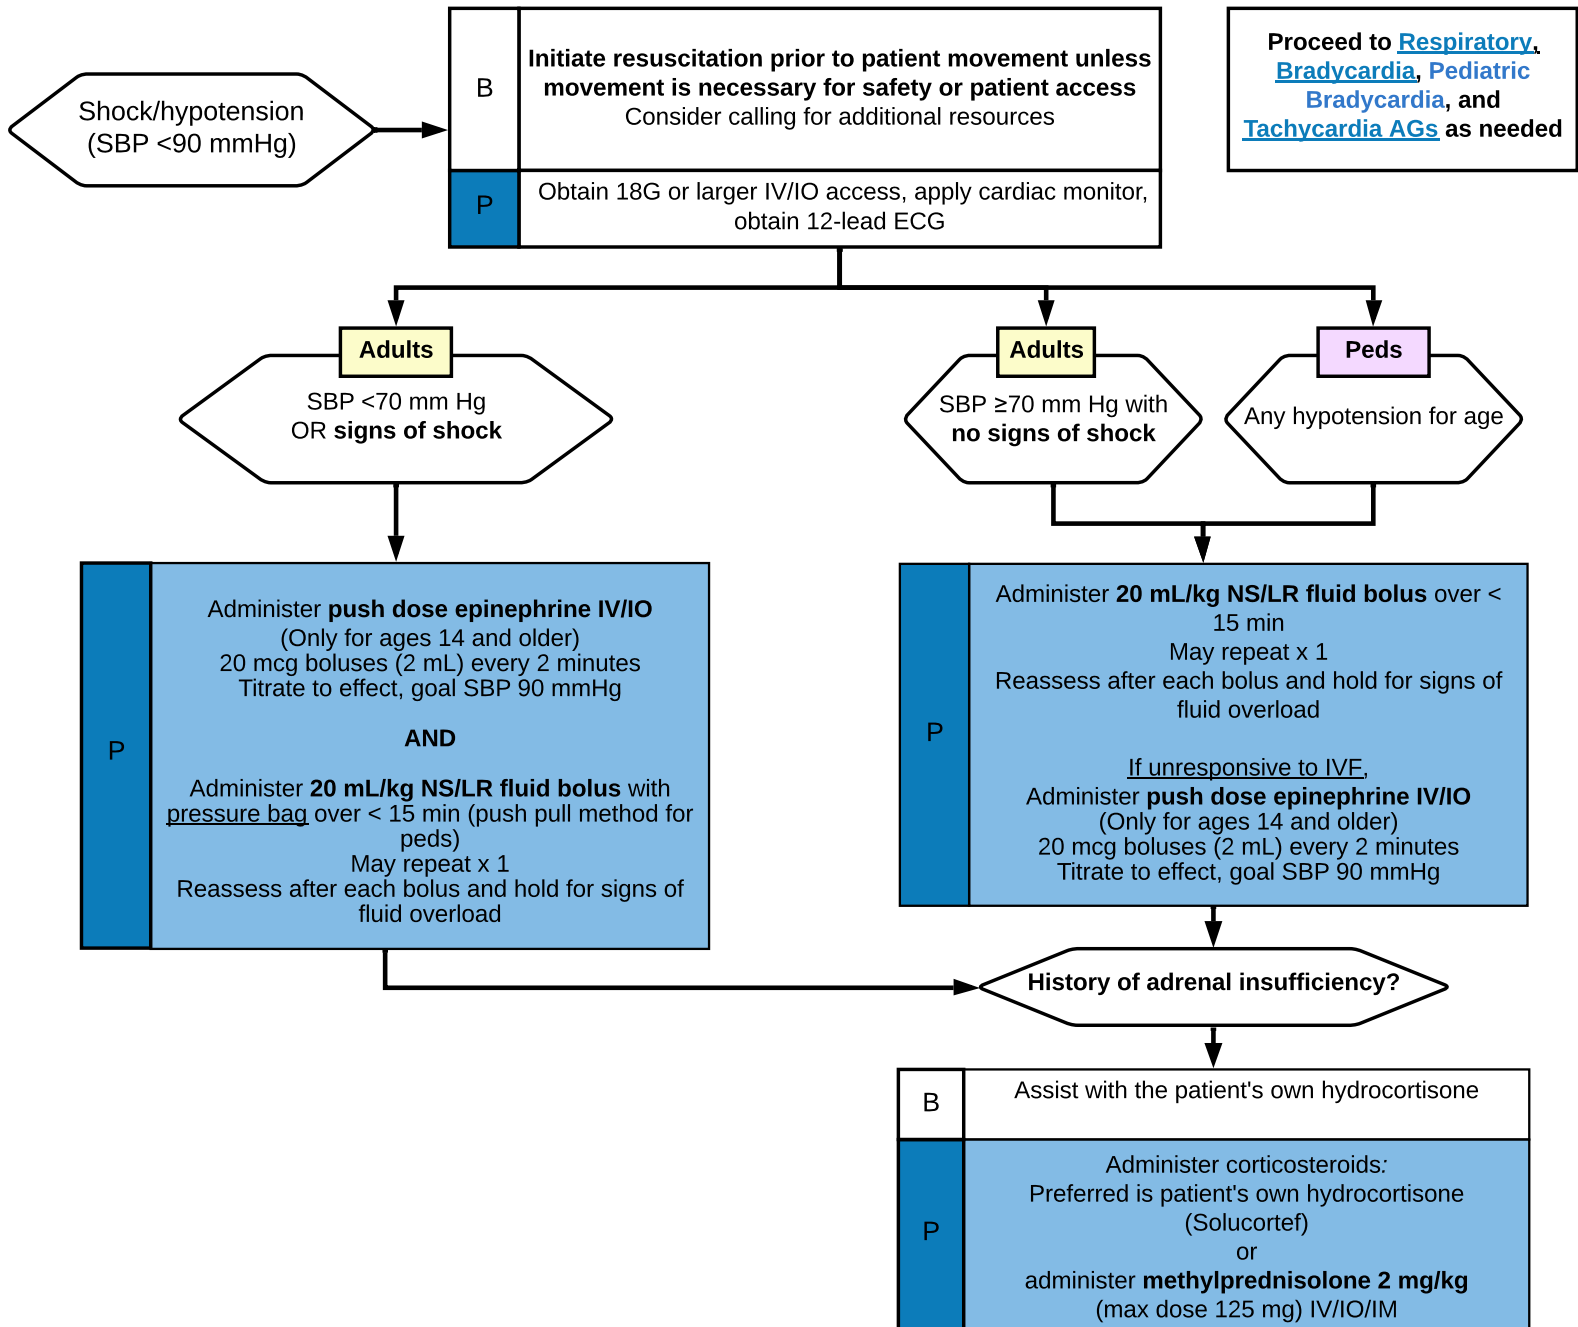 Shock/hypotension
(SBP <90 mmHg)
B
Initiate resuscitation prior to patient movement unless
movement is necessary for safety or patient access
Consider calling for additional resources
P
Obtain 18G or larger IV/IO access, apply cardiac monitor,
obtain 12-lead ECG
Proceed to Respiratory,
Bradycardia, Pediatric
Bradycardia, and
Tachycardia AGs as needed
Adults
SBP <70 mm Hg
OR signs of shock
Adults
SBP ≥70 mm Hg with
no signs of shock
Peds
Any hypotension for age
P
Administer push dose epinephrine IV/IO
(Only for ages 14 and older)
20 mcg boluses (2 mL) every 2 minutes
Titrate to effect, goal SBP 90 mmHg
AND
Administer 20 mL/kg NS/LR fluid bolus with
pressure bag over < 15 min (push pull method for
peds)
May repeat x 1
Reassess after each bolus and hold for signs of
fluid overload
P
Administer 20 mL/kg NS/LR fluid bolus over <
15 min
May repeat x 1
Reassess after each bolus and hold for signs of
fluid overload
If unresponsive to IVF,
Administer push dose epinephrine IV/IO
(Only for ages 14 and older)
20 mcg boluses (2 mL) every 2 minutes
Titrate to effect, goal SBP 90 mmHg
History of adrenal insufficiency?
B
Assist with the patient's own hydrocortisone
P
Administer corticosteroids:
Preferred is patient's own hydrocortisone
(Solucortef)
or
administer methylprednisolone 2 mg/kg
(max dose 125 mg) IV/IO/IM